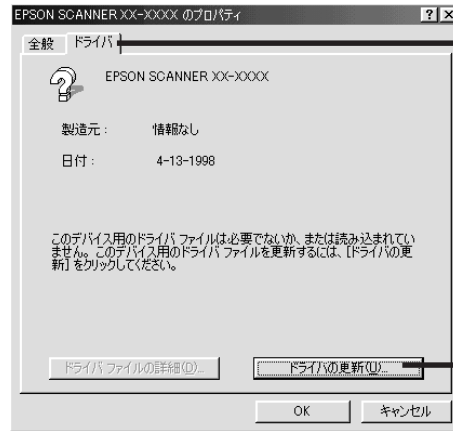 EPSON SCANNER XX-XXXX のプロパティ
全般 ドライバ
EPSON SCANNER XX-XXXX
製造元： 情報なし
日付： 4-13-1998
このデバイス用のドライバ ファイルは必要でないか、または読み込まれてい
ません。このデバイス用のドライバ ファイルを更新するには、[ドライバの更
新] をクリックしてください。
ドライバ ファイルの詳細(D)... ドライバの更新(U)...
OK キャンセル